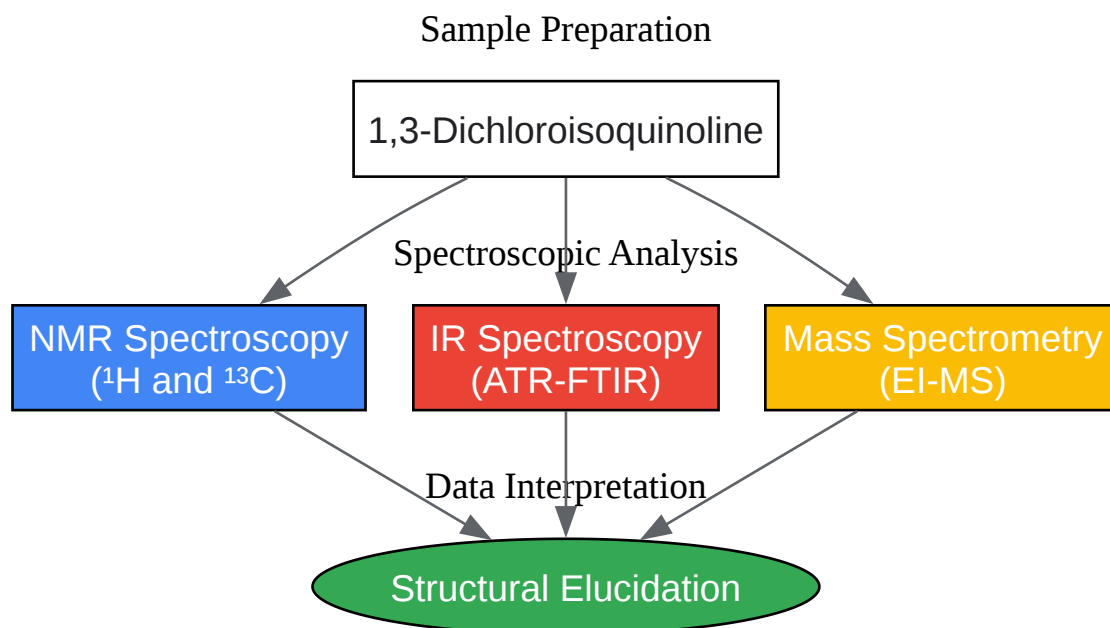 Sample Preparation
1,3-Dichloroisoquinoline
Spectroscopic Analysis
NMR Spectroscopy
(¹H and ¹³C)
IR Spectroscopy
(ATR-FTIR)
Mass Spectrometry
(EI-MS)
Data Interpretation
Structural Elucidation